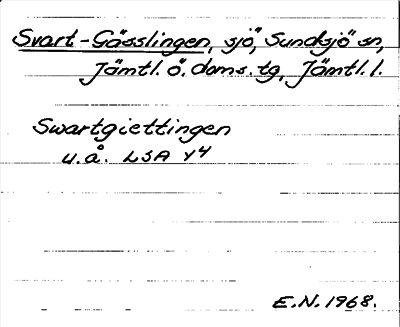 Svart-Gässlingen, sjö, Sundsjö sn,
Jämtl. ö. doms. tg, Jämtl. l.
Swartgiettingen
u.å. LSA Y4
E.N. 1968.